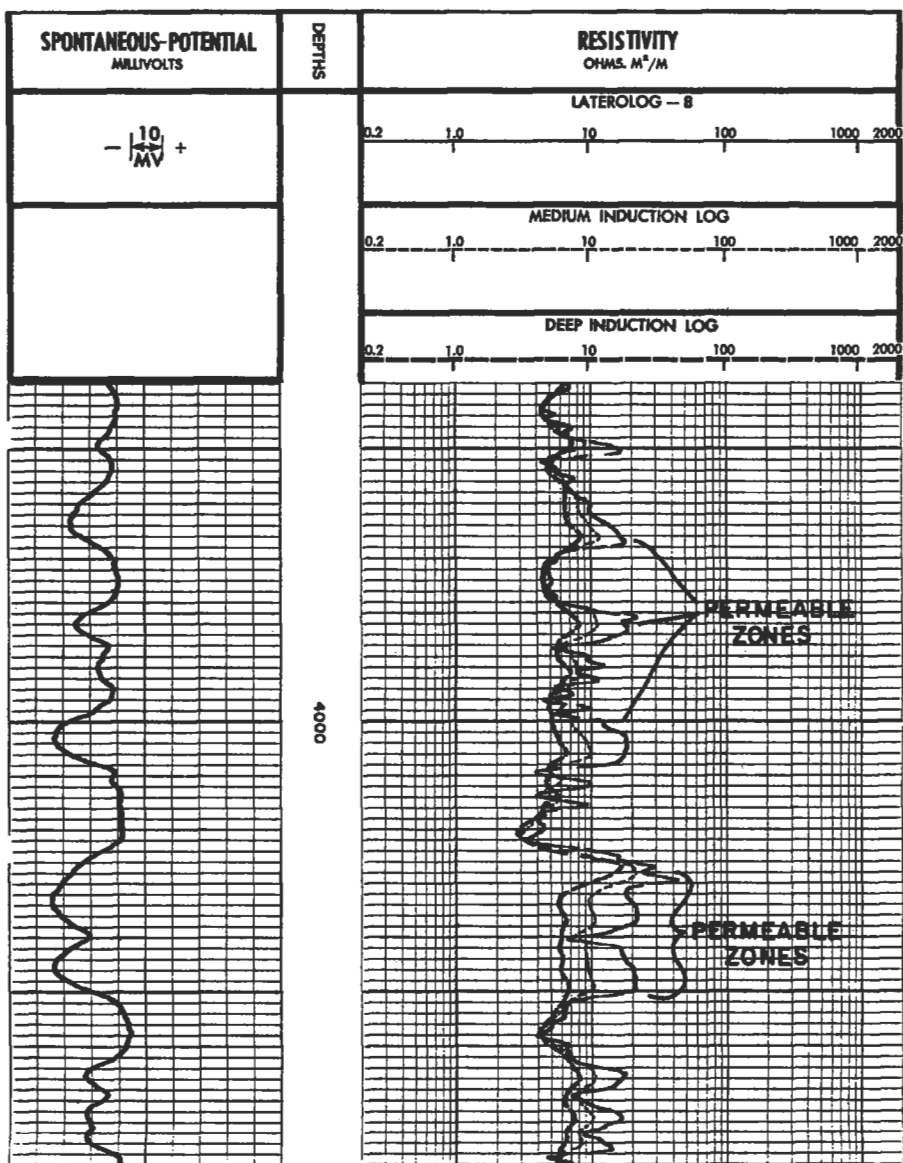 SPONTANEOUS-POTENTIAL
MILLIVOLTS
DEPTHS
RESISTIVITY
OHMS. M²/M
- 10 +
MV
LATEROLOG – 8
0.2 1.0 10 100 1000 2000
MEDIUM INDUCTION LOG
0.2 1.0 10 100 1000 2000
DEEP INDUCTION LOG
0.2 1.0 10 100 1000 2000
PERMEABLE
ZONES
4000
PERMEABLE
ZONES